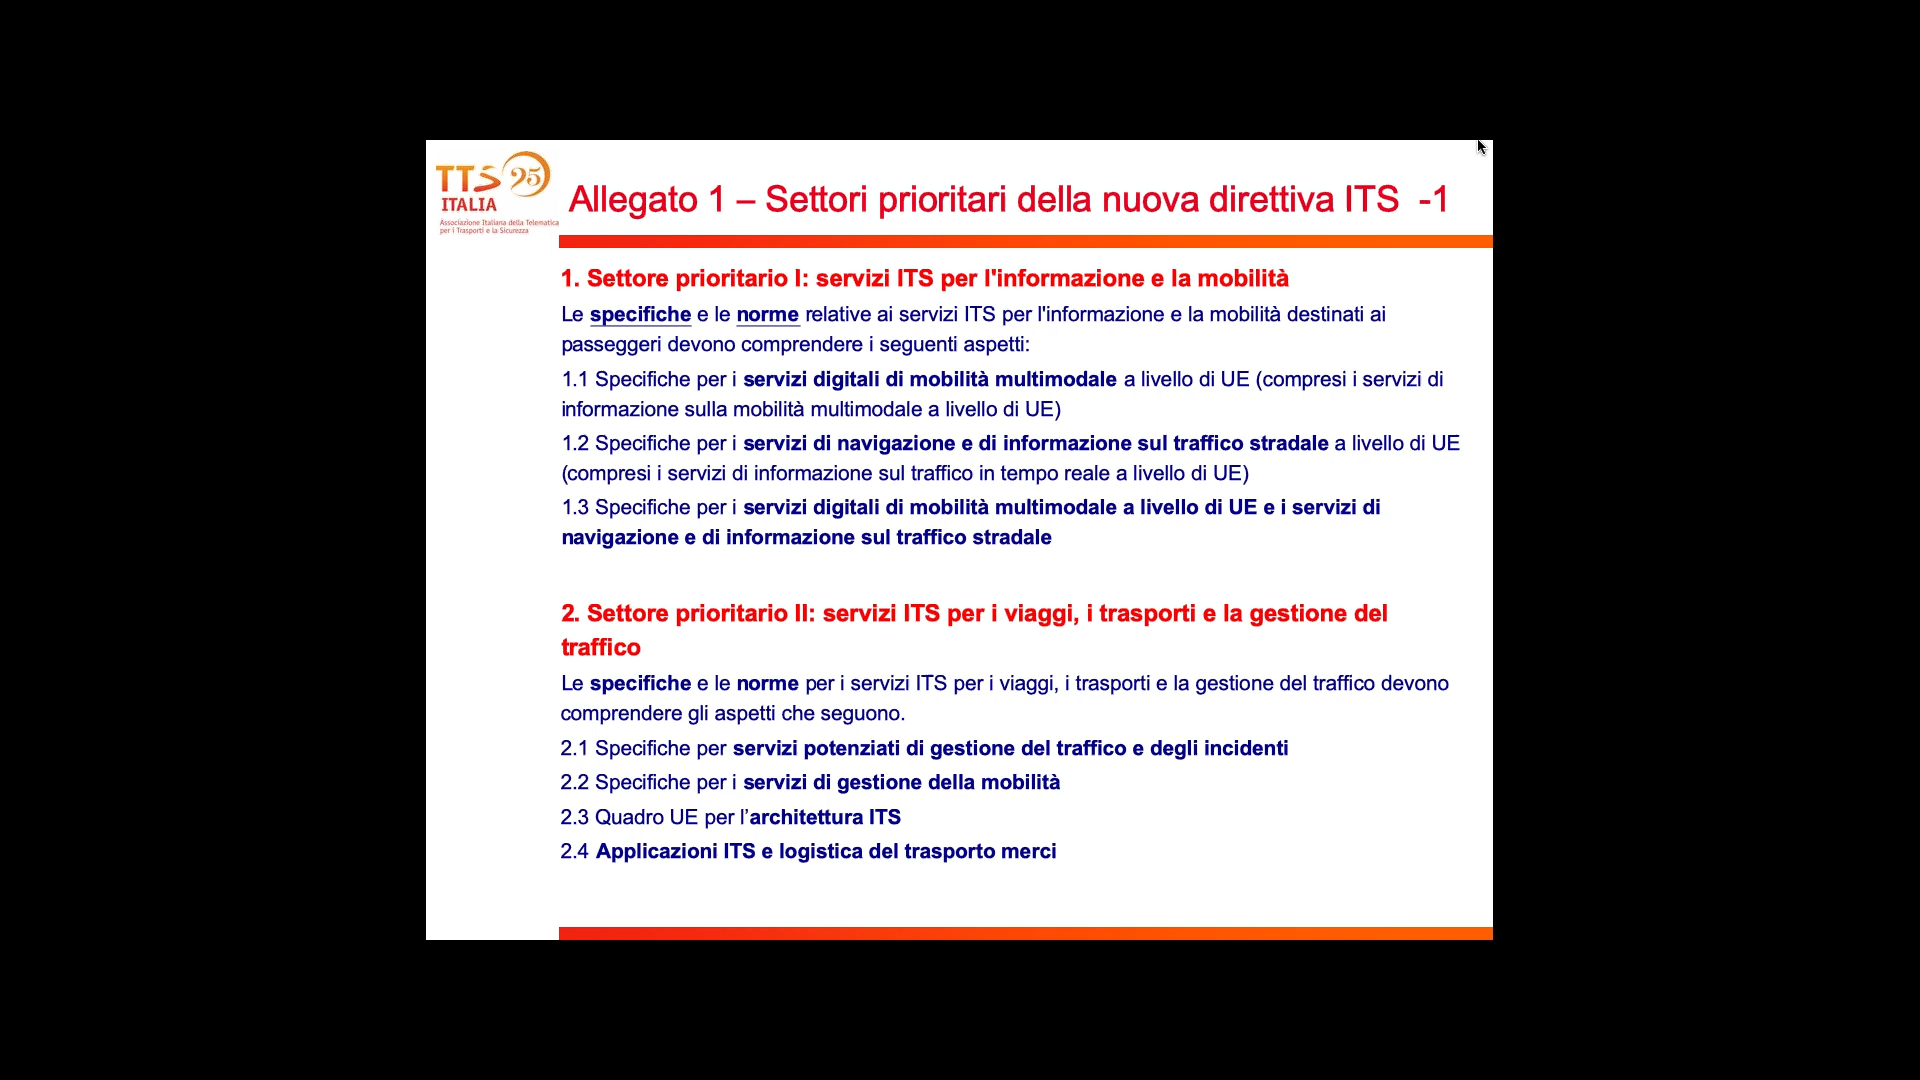 TTS 25
ITALIA
Associazione Italiana della Telematica
per i Trasporti e la Sicurezza
Allegato 1 – Settori prioritari della nuova direttiva ITS -1
1. Settore prioritario I: servizi ITS per l'informazione e la mobilità
Le specifiche e le norme relative ai servizi ITS per l'informazione e la mobilità destinati ai
passeggeri devono comprendere i seguenti aspetti:
1.1 Specifiche per i servizi digitali di mobilità multimodale a livello di UE (compresi i servizi di
informazione sulla mobilità multimodale a livello di UE)
1.2 Specifiche per i servizi di navigazione e di informazione sul traffico stradale a livello di UE
(compresi i servizi di informazione sul traffico in tempo reale a livello di UE)
1.3 Specifiche per i servizi digitali di mobilità multimodale a livello di UE e i servizi di
navigazione e di informazione sul traffico stradale
2. Settore prioritario II: servizi ITS per i viaggi, i trasporti e la gestione del
traffico
Le specifiche e le norme per i servizi ITS per i viaggi, i trasporti e la gestione del traffico devono
comprendere gli aspetti che seguono.
2.1 Specifiche per servizi potenziati di gestione del traffico e degli incidenti
2.2 Specifiche per i servizi di gestione della mobilità
2.3 Quadro UE per l’architettura ITS
2.4 Applicazioni ITS e logistica del trasporto merci